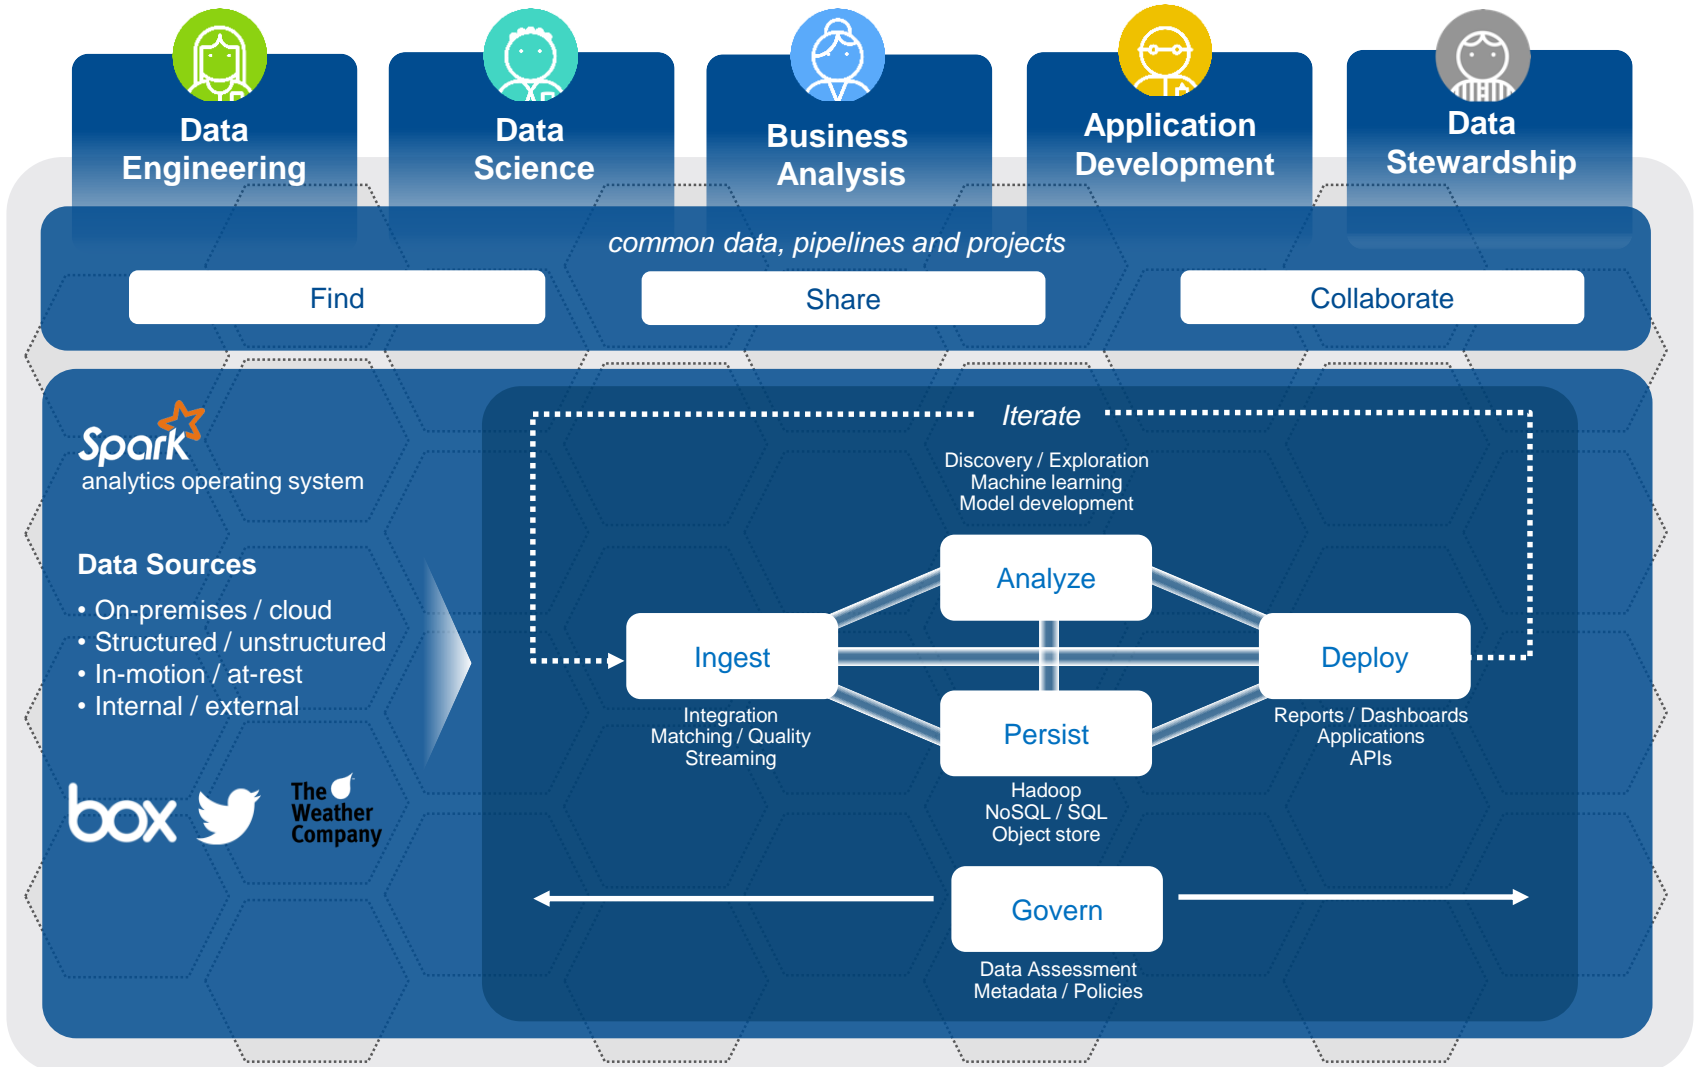 Data
Engineering
Data
Science
Business
Analysis
Application
Development
Data
Stewardship
common data, pipelines and projects
Find
Share
Collaborate
Spark
analytics operating system
Data Sources
• On-premises / cloud
• Structured / unstructured
• In-motion / at-rest
• Internal / external
box
The
Weather
Company
Iterate
Discovery / Exploration
Machine learning
Model development
Analyze
Ingest
Integration
Matching / Quality
Streaming
Persist
Hadoop
NoSQL / SQL
Object store
Deploy
Reports / Dashboards
Applications
APIs
Govern
Data Assessment
Metadata / Policies